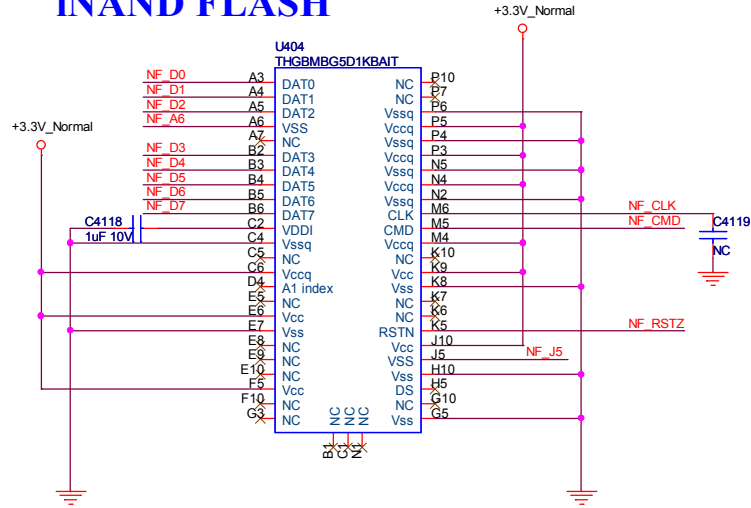 INAND FLASH
+3.3V_Normal
U404
THGBMBG5D1KBAIT
+3.3V_Normal
NF_D0 A3 DAT0
NF_D1 A4 DAT1
NF_D2 A5 DAT2
NF_A6 A6 VSS
A7 NC
NF_D3 B2 DAT3
NF_D4 B3 DAT4
NF_D5 B4 DAT5
NF_D6 B5 DAT6
NF_D7 B6 DAT7
C4118
1uF 10V
C2 VDDI
C4 Vssq
C5 NC
C6 Vccq
D4 A1 index
E5 NC
E6 Vcc
E7 Vss
E8 NC
E9 NC
E10 NC
F5 Vcc
F10 NC
G3 NC
NC P10
NC P7
Vssq P6
Vccq P5
Vssq P4
Vccq P3
Vssq N5
Vccq N4
Vssq N2
CLK M6 NF_CLK
CMD M5 NF_CMD
Vccq M4
NC K10
Vcc K9
Vss K8
NC K7
NC K6
RSTN K5 NF_RSTZ
Vcc J10
VSS J5 NF_J5
Vss H10
DS H5
NC G10
Vss G5
C4119
NC
NC NC NC
B1 C1 N1